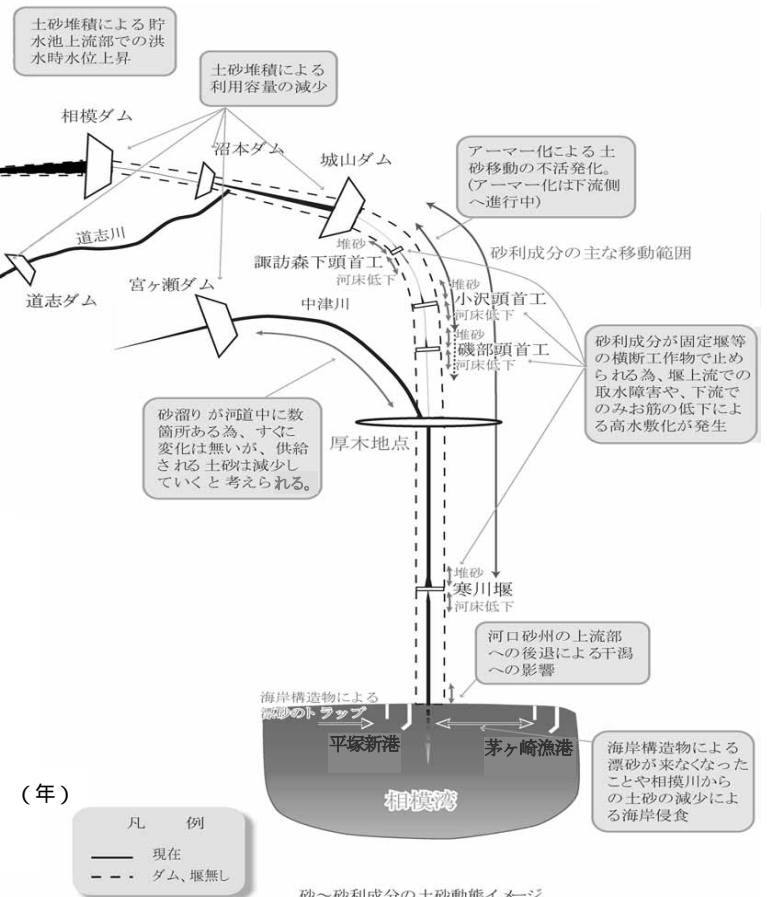 土砂堆積による貯
水池上流部での洪
水時水位上昇
土砂堆積による
利用容量の減少
相模ダム
沼本ダム
城山ダム
アーマー化による土
砂移動の不活発化。
(アーマー化は下流側
へ進行中)
道志川
道志ダム
宮ヶ瀬ダム
中津川
堆砂
諏訪森下頭首工
河床低下
砂利成分の主な移動範囲
堆砂
小沢頭首工
河床低下
堆砂
磯部頭首工
河床低下
砂利成分が固定堰等
の横断工作物で止め
られる為、堰上流での
取水障害や、下流で
のみお筋の低下によ
る高水敷化が発生
砂溜りが河道中に数
箇所ある為、すぐに
変化は無いが、供給
される土砂は減少し
ていくと考えられる。
厚木地点
堆砂
寒川堰
河床低下
河口砂州の上流部
への後退による干潟
への影響
海岸構造物による
漂砂のトラップ
平塚新港
茅ヶ崎漁港
相模湾
海岸構造物による
漂砂が来なくなった
ことや相模川から
の土砂の減少によ
る海岸侵食
(年)
凡 例
現在
ダム、堰無し
砂～砂利成分の土砂動態イメージ